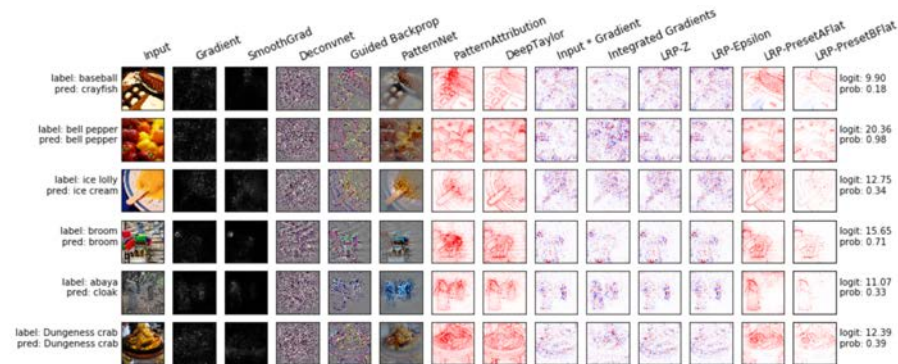 Input Gradient SmoothGrad Deconvnet Guided Backprop PatternNet PatternAttribution DeepTaylor Input * Gradient Integrated Gradients LRP-Z LRP-Epsilon LRP-PresetAFlat LRP-PresetBFlat
label: baseball logit: 9.90
pred: crayfish prob: 0.18
label: bell pepper logit: 20.36
pred: bell pepper prob: 0.98
label: ice lolly logit: 12.75
pred: ice cream prob: 0.34
label: broom logit: 15.65
pred: broom prob: 0.71
label: abaya logit: 11.07
pred: cloak prob: 0.33
label: Dungeness crab logit: 12.39
pred: Dungeness crab prob: 0.39